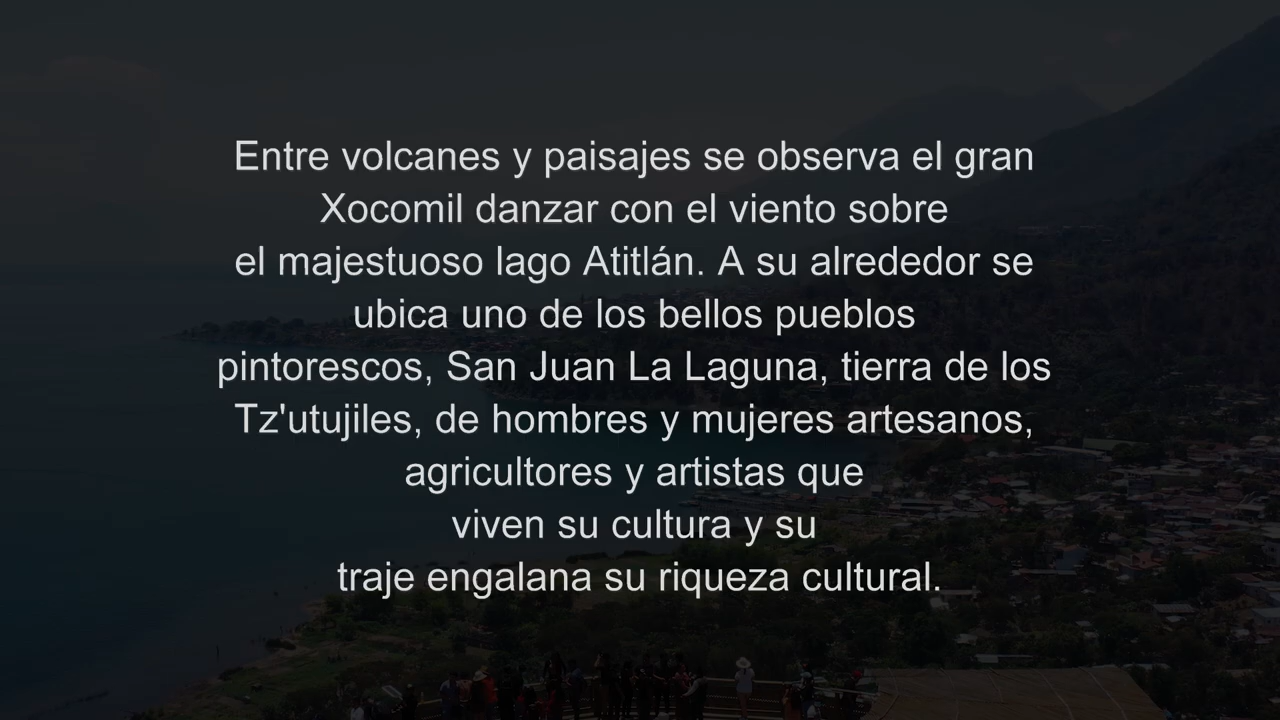 Entre volcanes y paisajes se observa el gran
Xocomil danzar con el viento sobre
el majestuoso lago Atitlán. A su alrededor se
ubica uno de los bellos pueblos
pintorescos, San Juan La Laguna, tierra de los
Tz'utujiles, de hombres y mujeres artesanos,
agricultores y artistas que
viven su cultura y su
traje engalana su riqueza cultural.